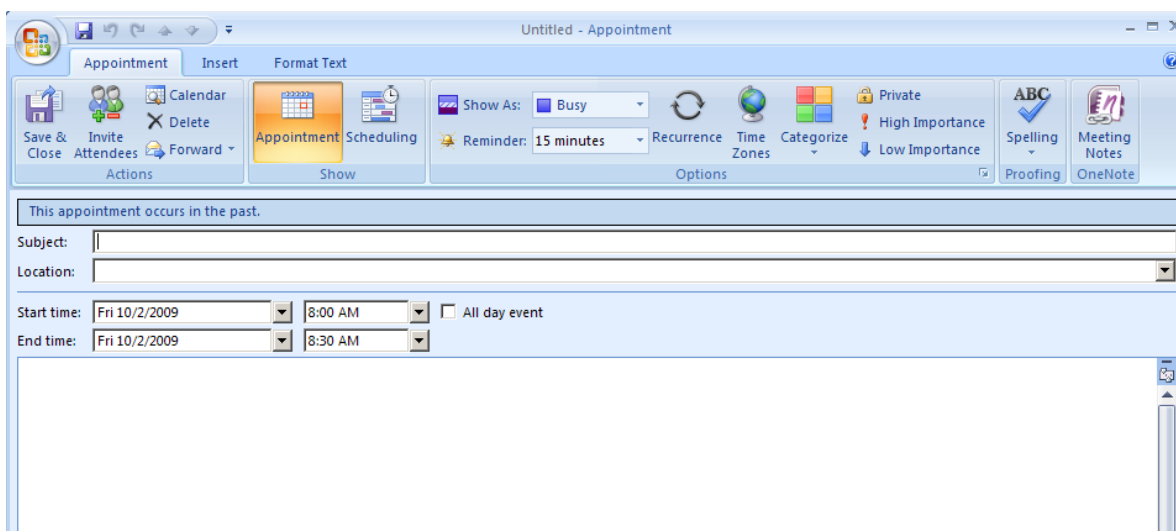 Untitled - Appointment
Appointment Insert Format Text
Save & Close
Invite Attendees
Calendar
Delete
Forward
Actions
Appointment
Scheduling
Show
Show As: Busy
Reminder: 15 minutes
Recurrence
Time Zones
Categorize
Private
High Importance
Low Importance
Options
ABC
Spelling
Proofing
Meeting Notes
OneNote
This appointment occurs in the past.
Subject:
Location:
Start time: Fri 10/2/2009 8:00 AM All day event
End time: Fri 10/2/2009 8:30 AM